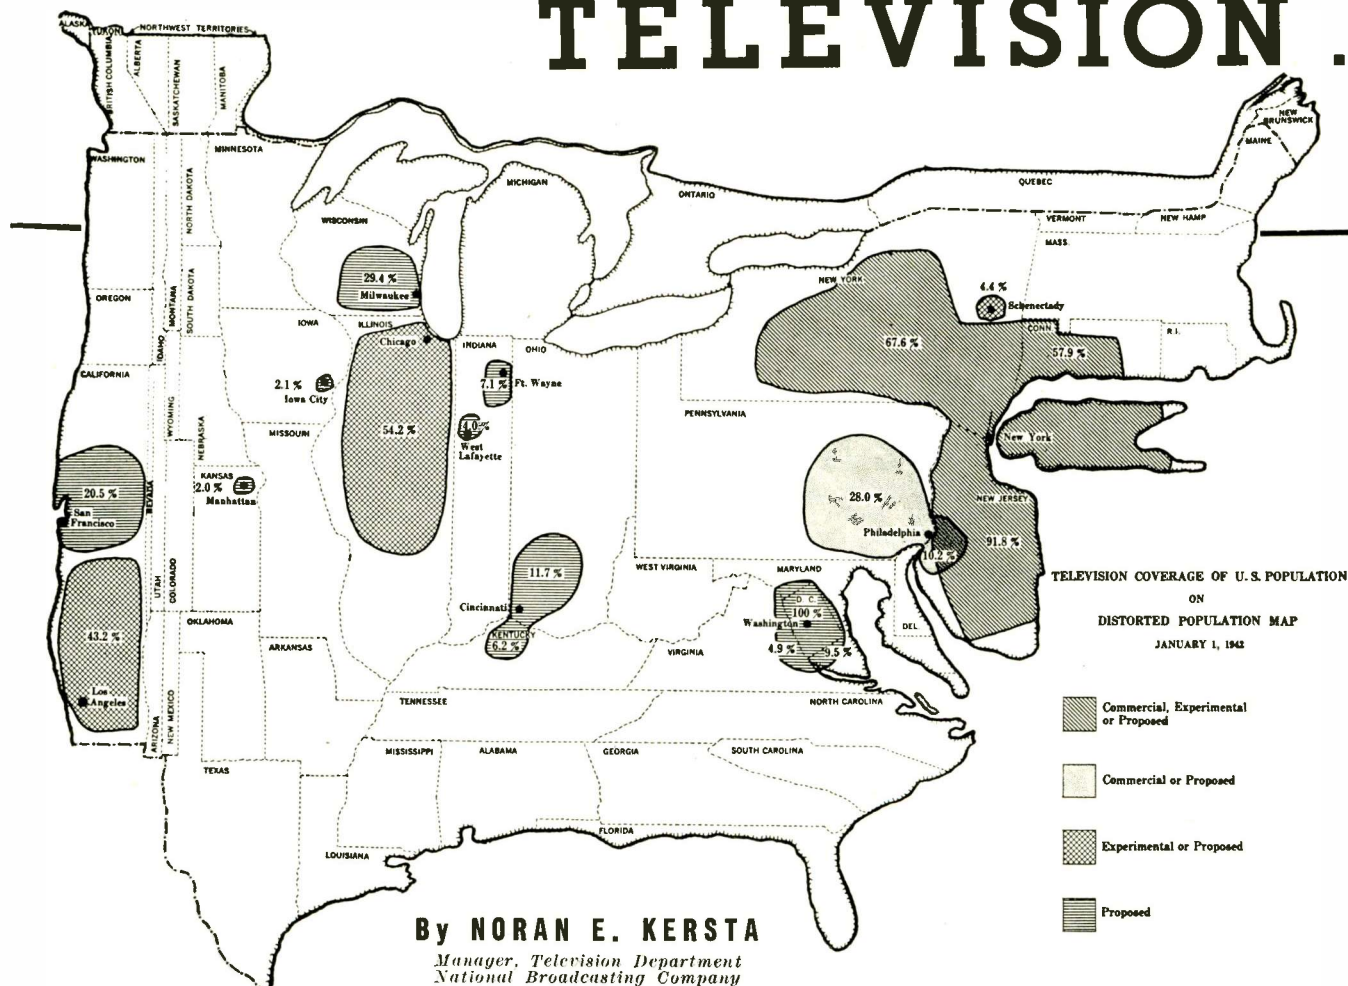 TELEVISION .
ALASKA
YUKON
NORTHWEST TERRITORIES
BRITISH COLUMBIA
ALBERTA
SASKATCHEWAN
MANITOBA
NEW BRUNSWICK
MAINE
WASHINGTON
MINNESOTA
NORTH DAKOTA
WISCONSIN
MICHIGAN
ONTARIO
QUEBEC
VERMONT
NEW HAMP
MASS.
OREGON
MONTANA
SOUTH DAKOTA
IDAHO
29.4 %
Milwaukee
NEW YORK
4.4%
Schenectady
IOWA
ILLINOIS
Chicago
INDIANA
OHIO
67.6 %
CONN.
57.9 %
R.I.
CALIFORNIA
2.1 %
Iowa City
7.1 %
Ft. Wayne
WYOMING
NEBRASKA
MISSOURI
54.2 %
4.0%
West
Lafayette
PENNSYLVANIA
New York
KANSAS
2.0 %
Manhattan
20.5 %
San
Francisco
NEVADA
28.0 %
Philadelphia
NEW JERSEY
91.8 %
10.2 %
UTAH
COLORADO
11.7 %
Cincinnati
KENTUCKY
6.2 %
WEST VIRGINIA
MARYLAND
D. C.
100 %
Washington
4.9 %
9.5 %
DEL.
VIRGINIA
TELEVISION COVERAGE OF U. S. POPULATION
ON
DISTORTED POPULATION MAP
JANUARY 1, 1942
43.2 %
Los
Angeles
OKLAHOMA
ARKANSAS
TENNESSEE
NORTH CAROLINA
ARIZONA
NEW MEXICO
TEXAS
MISSISSIPPI
ALABAMA
GEORGIA
SOUTH CAROLINA
FLORIDA
LOUISIANA
Commercial, Experimental
or Proposed
Commercial or Proposed
Experimental or Proposed
Proposed
By NORAN E. KERSTA
Manager, Television Department
National Broadcasting Company